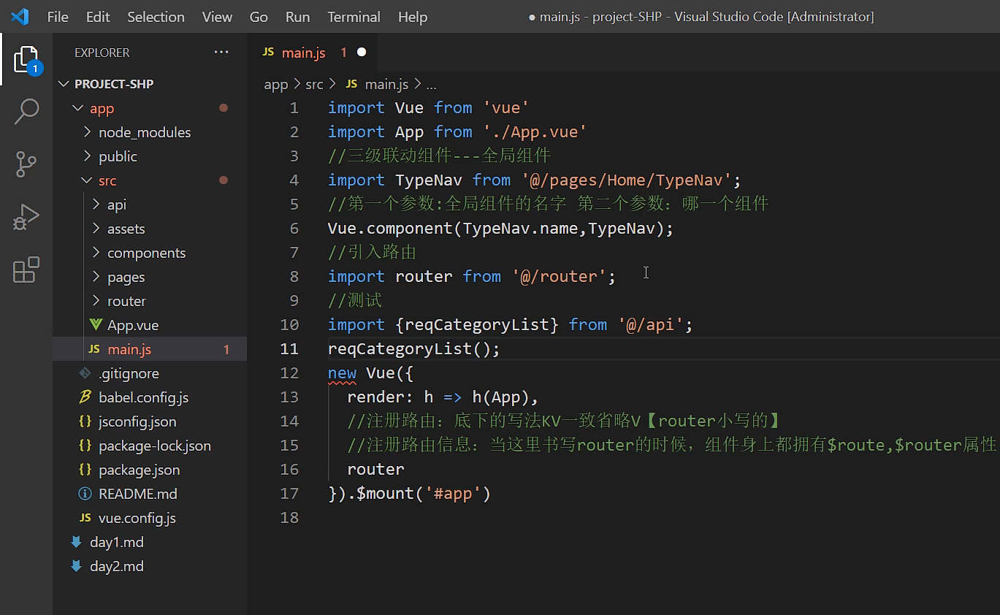 File Edit Selection View Go Run Terminal Help ● main.js - project-SHP - Visual Studio Code [Administrator]
1
EXPLORER ···
PROJECT-SHP
app
node_modules
public
src
api
assets
components
pages
router
App.vue
JS main.js 1
.gitignore
babel.config.js
{} jsconfig.json
{} package-lock.json
{} package.json
README.md
JS vue.config.js
day1.md
day2.md
JS main.js 1 ●
app > src > JS main.js > ...
1 import Vue from 'vue'
2 import App from './App.vue'
3 //三级联动组件---全局组件
4 import TypeNav from '@/pages/Home/TypeNav';
5 //第一个参数:全局组件的名字 第二个参数：哪一个组件
6 Vue.component(TypeNav.name,TypeNav);
7 //引入路由
8 import router from '@/router';
9 //测试
10 import {reqCategoryList} from '@/api';
11 reqCategoryList();
12 new Vue({
13 render: h => h(App),
14 //注册路由：底下的写法KV一致省略V【router小写的】
15 //注册路由信息：当这里书写router的时候，组件身上都拥有$route,$router属性
16 router
17 }).$mount('#app')
18